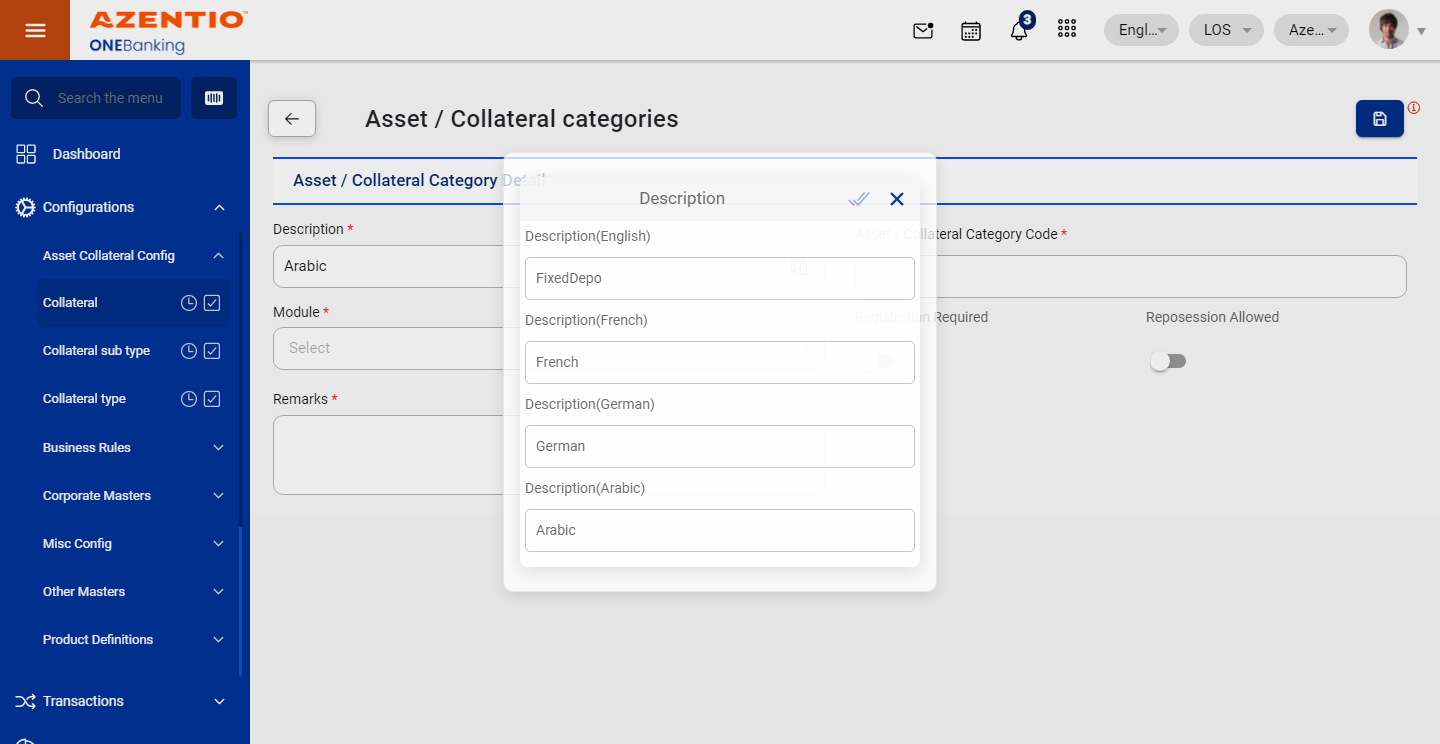 AZENTIO™
ONEBanking
3
Engl...
LOS
Aze...
Search the menu
Dashboard
Configurations
Asset Collateral Config
Collateral
Collateral sub type
Collateral type
Business Rules
Corporate Masters
Misc Config
Other Masters
Product Definitions
Transactions
Asset / Collateral categories
Asset / Collateral Category Detail
Description *
Arabic
Module *
Select
Remarks *
Asset / Collateral Category Code *
Registration Required
Reposession Allowed
Description
Description(English)
FixedDepo
Description(French)
French
Description(German)
German
Description(Arabic)
Arabic